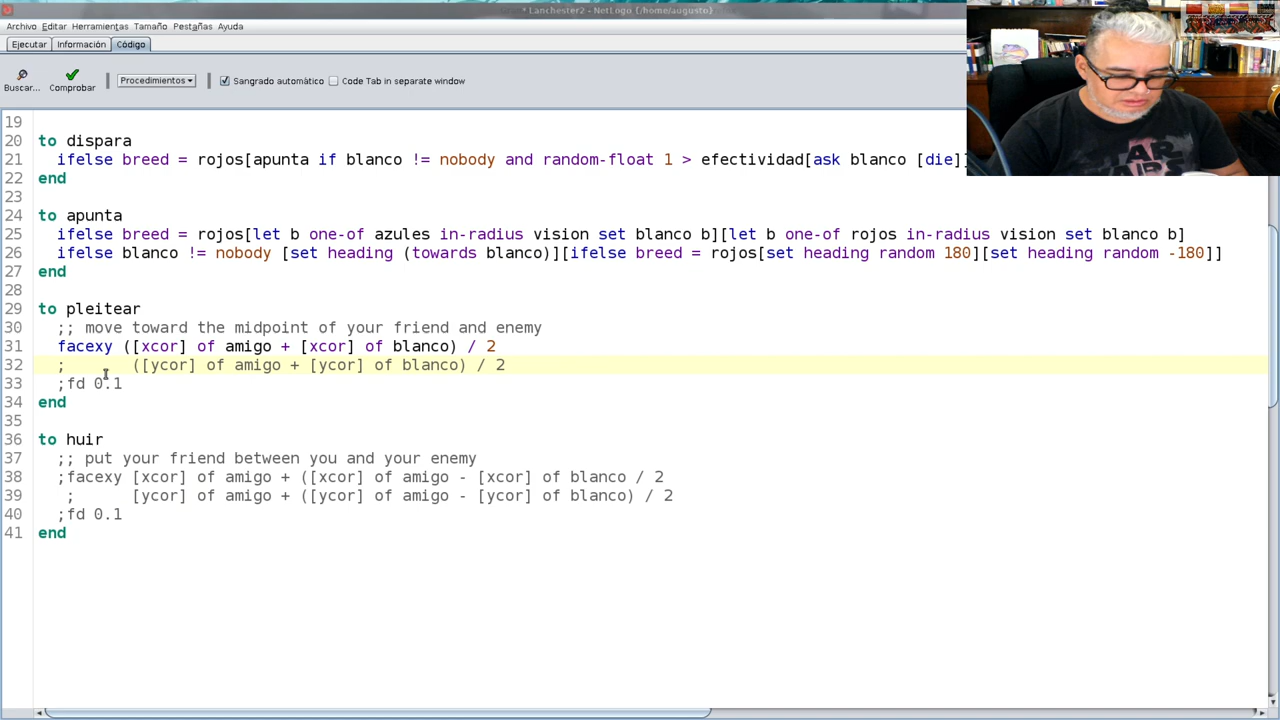 * Lanchester2 - NetLogo {/home/augusto}
Archivo Editar Herramientas Tamaño Pestañas Ayuda
Ejecutar Información Código
Buscar... Comprobar Procedimientos Sangrado automático Code Tab in separate window
19
20 to dispara
21 ifelse breed = rojos[apunta if blanco != nobody and random-float 1 > efectividad[ask blanco [die]
22 end
23
24 to apunta
25 ifelse breed = rojos[let b one-of azules in-radius vision set blanco b][let b one-of rojos in-radius vision set blanco b]
26 ifelse blanco != nobody [set heading (towards blanco)][ifelse breed = rojos[set heading random 180][set heading random -180]]
27 end
28
29 to pleitear
30 ;; move toward the midpoint of your friend and enemy
31 facexy ([xcor] of amigo + [xcor] of blanco) / 2
32 ; ([ycor] of amigo + [ycor] of blanco) / 2
33 ;fd 0.1
34 end
35
36 to huir
37 ;; put your friend between you and your enemy
38 ;facexy [xcor] of amigo + ([xcor] of amigo - [xcor] of blanco / 2
39 ; [ycor] of amigo + ([ycor] of amigo - [ycor] of blanco) / 2
40 ;fd 0.1
41 end